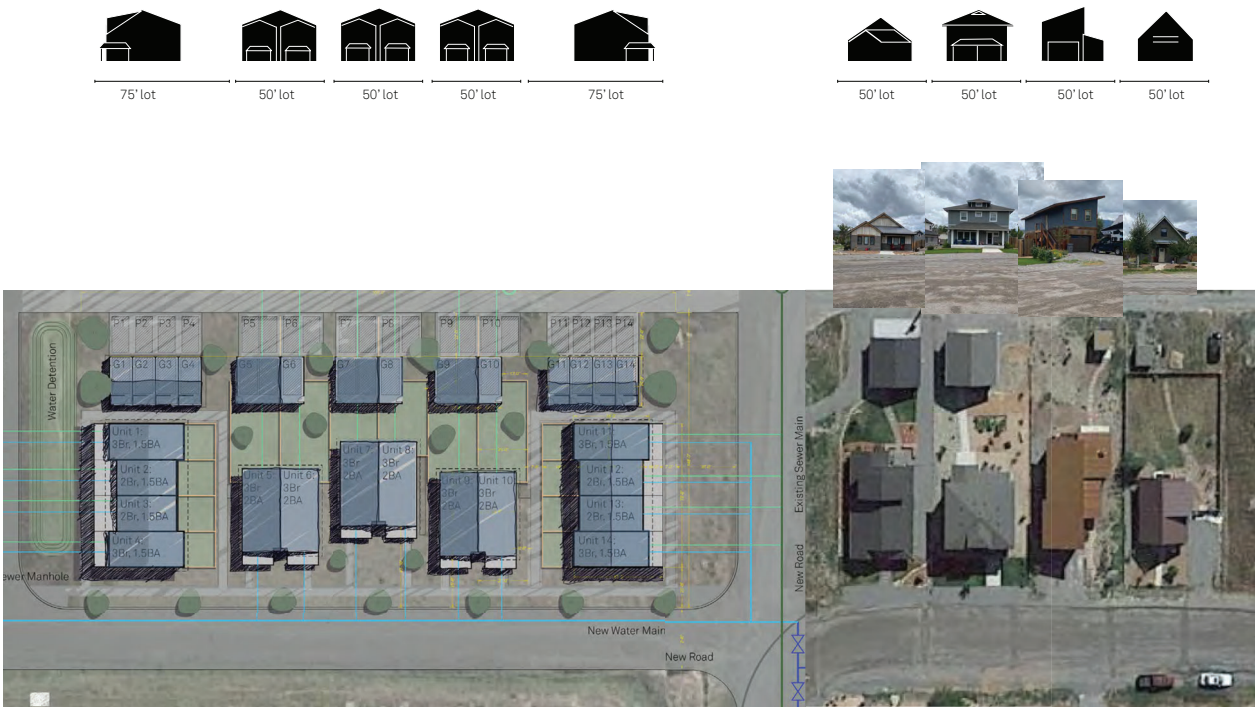 75' lot
50' lot
50' lot
50' lot
75' lot
50' lot
50' lot
50' lot
50' lot
P1
P2
P3
P4
P5
P6
P7
P8
P9
P10
P11
P12
P13
P14
G1
G2
G3
G4
G5
G6
G7
G8
G9
G10
G11
G12
G13
G14
Water Detention
Unit 1:
3Br, 1.5BA
Unit 2:
2Br, 1.5BA
Unit 3:
2Br, 1.5BA
Unit 4:
3Br, 1.5BA
Unit 5:
3Br
2BA
Unit 6:
3Br
2BA
Unit 7:
3Br
2BA
Unit 8:
3Br
2BA
Unit 9:
3Br
2BA
Unit 10:
3Br
2BA
Unit 11:
3Br, 1.5BA
Unit 12:
2Br, 1.5BA
Unit 13:
2Br, 1.5BA
Unit 14:
3Br, 1.5BA
Existing Sewer Main
New Road
ewer Manhole
New Water Main
New Road